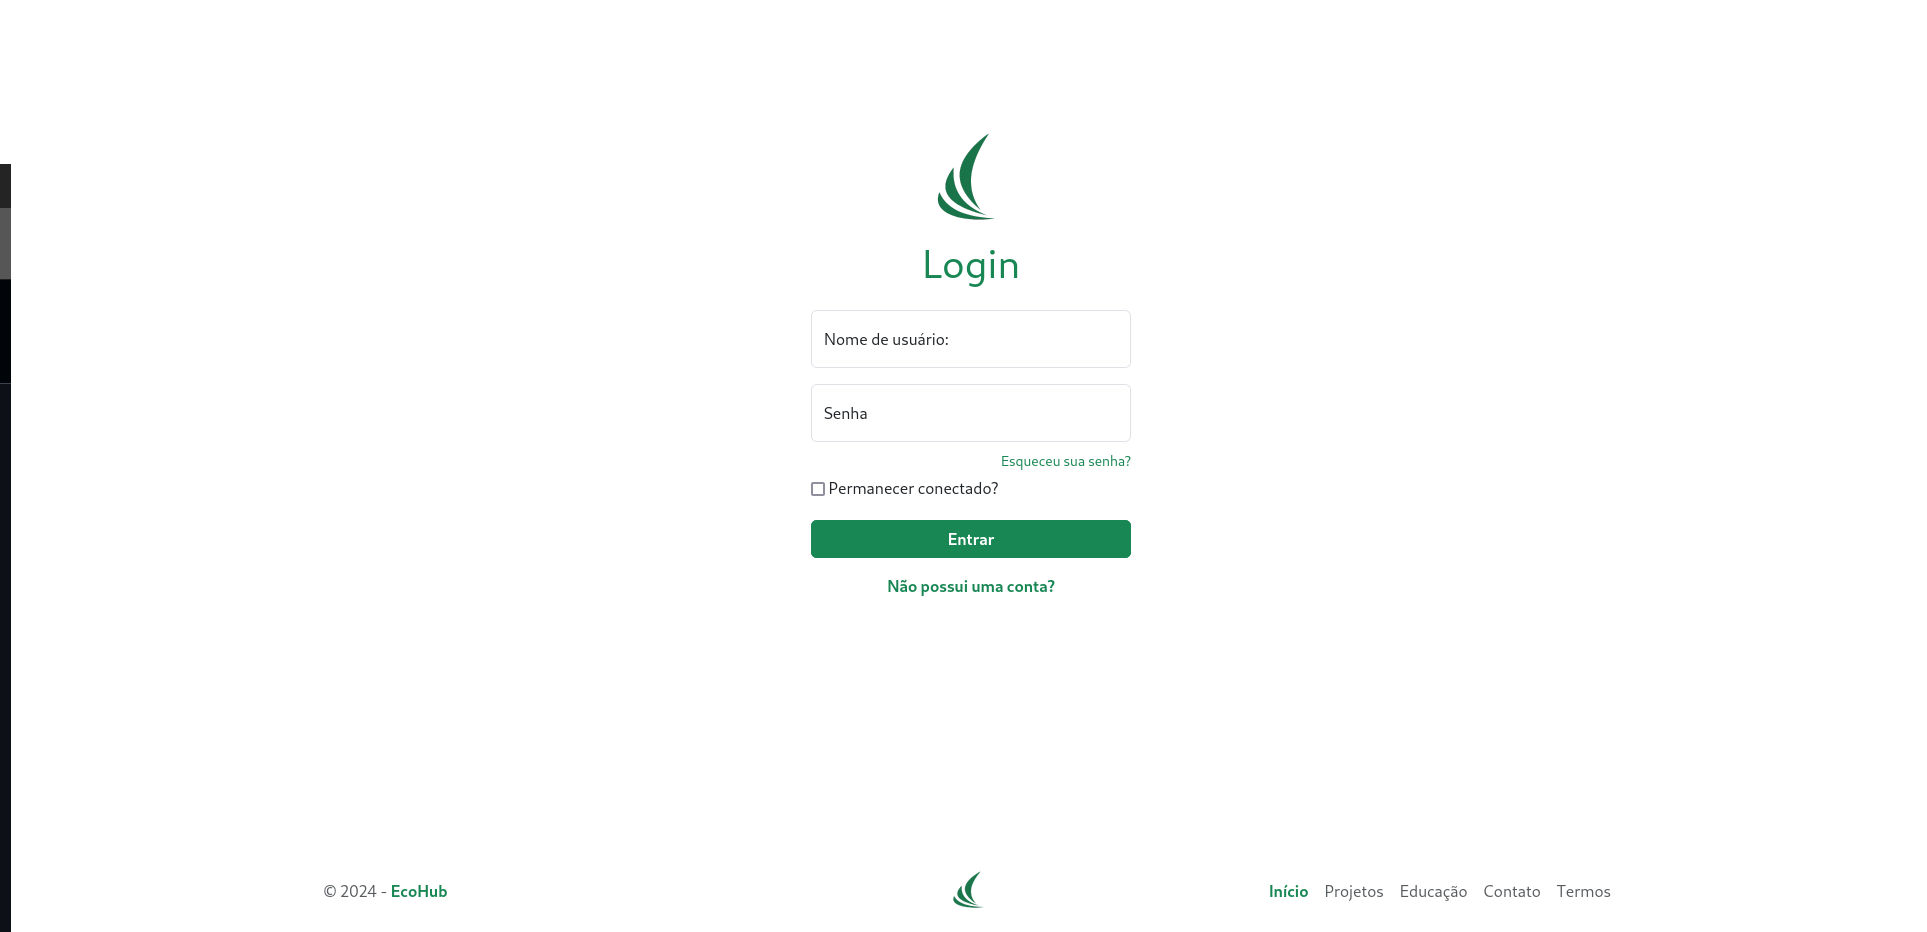 Login
Nome de usuário:
Senha
Esqueceu sua senha?
Permanecer conectado?
Entrar
Não possui uma conta?
© 2024 - EcoHub
Início Projetos Educação Contato Termos